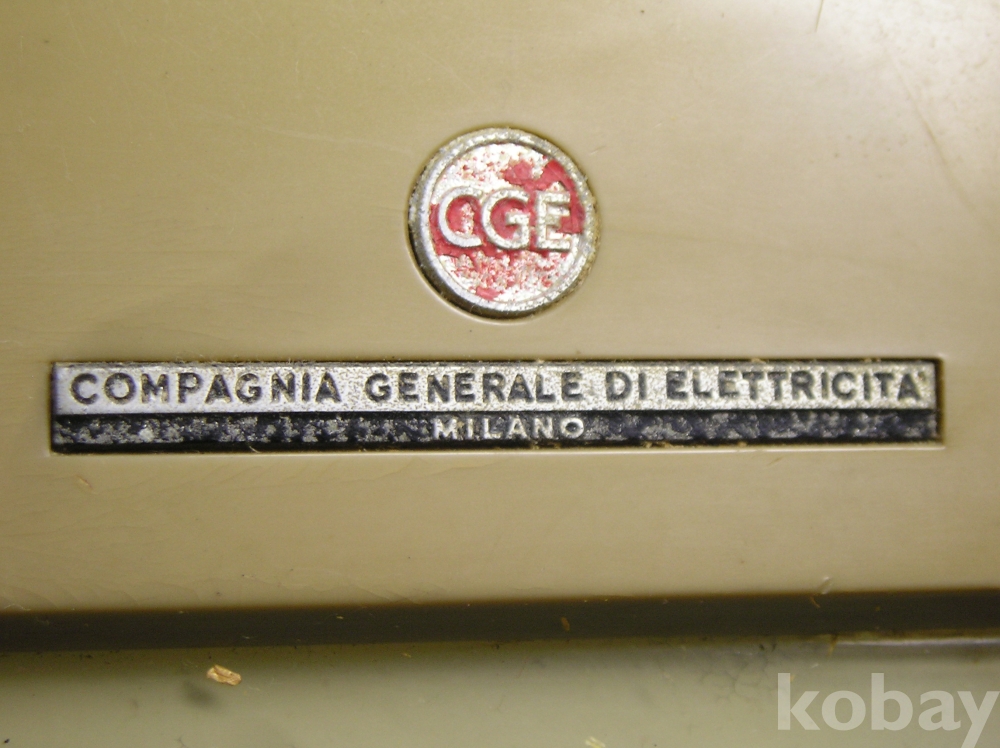 CGE
COMPAGNIA GENERALE DI ELETTRICITA'
MILANO
kobay